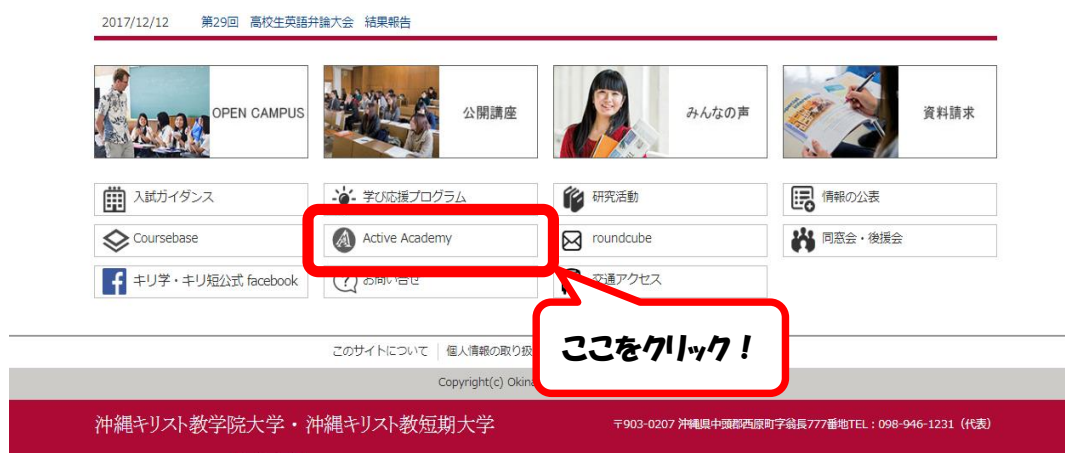 2017/12/12 第29回 高校生英語弁論大会 結果報告
OPEN CAMPUS
公開講座
みんなの声
資料請求
入試ガイダンス
学び応援プログラム
研究活動
情報の公表
Coursebase
Active Academy
roundcube
同窓会・後援会
キリ学・キリ短公式 facebook
お問い合せ
交通アクセス
ここをクリック！
このサイトについて 個人情報の取り扱
Copyright(c) Okina
沖縄キリスト教学院大学・沖縄キリスト教短期大学
〒903-0207 沖縄県中頭郡西原町字翁長777番地TEL：098-946-1231（代表）